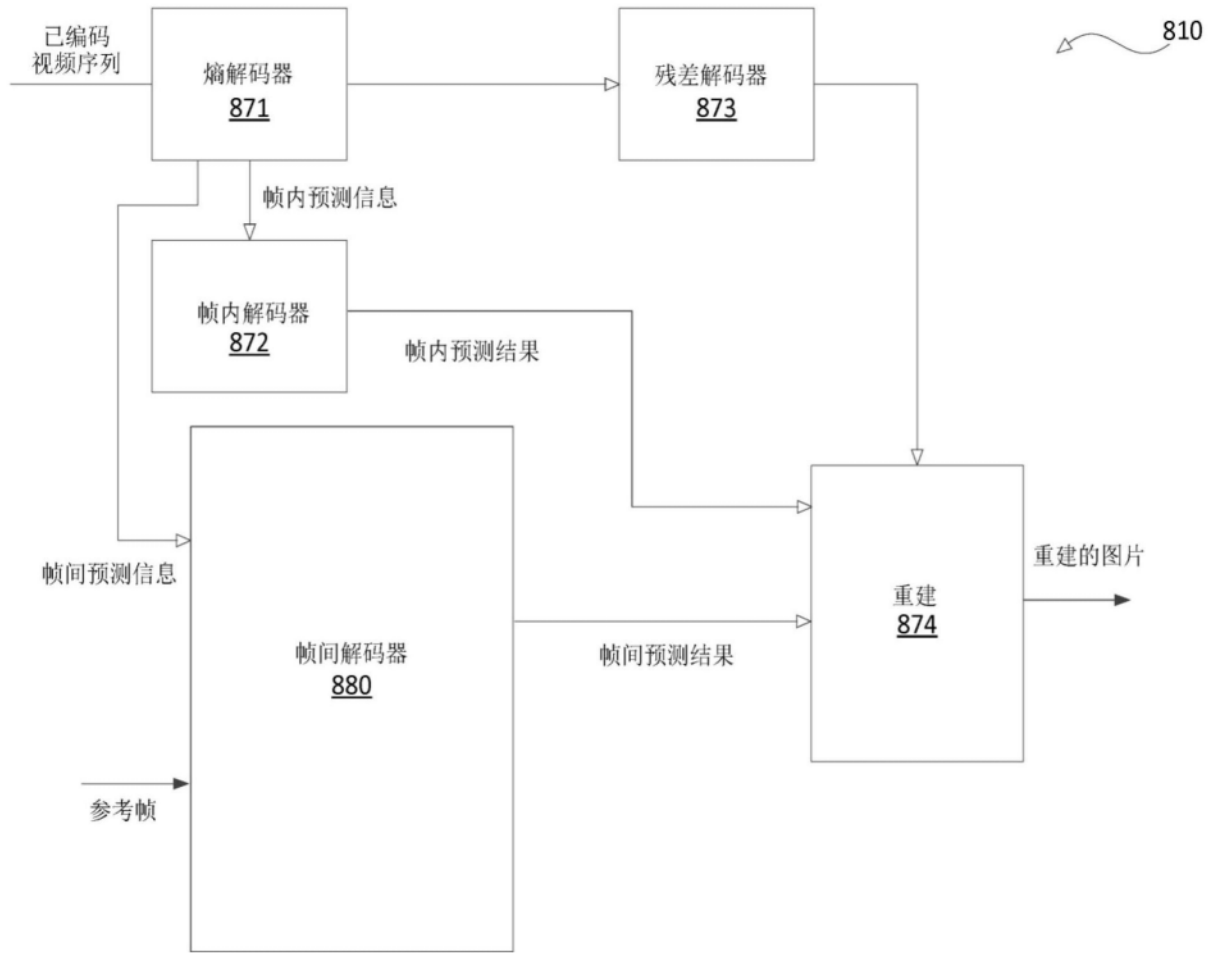 已编码
视频序列
熵解码器
871
残差解码器
873
810
帧内预测信息
帧内解码器
872
帧内预测结果
帧间预测信息
帧间解码器
880
帧间预测结果
重建
874
重建的图片
参考帧